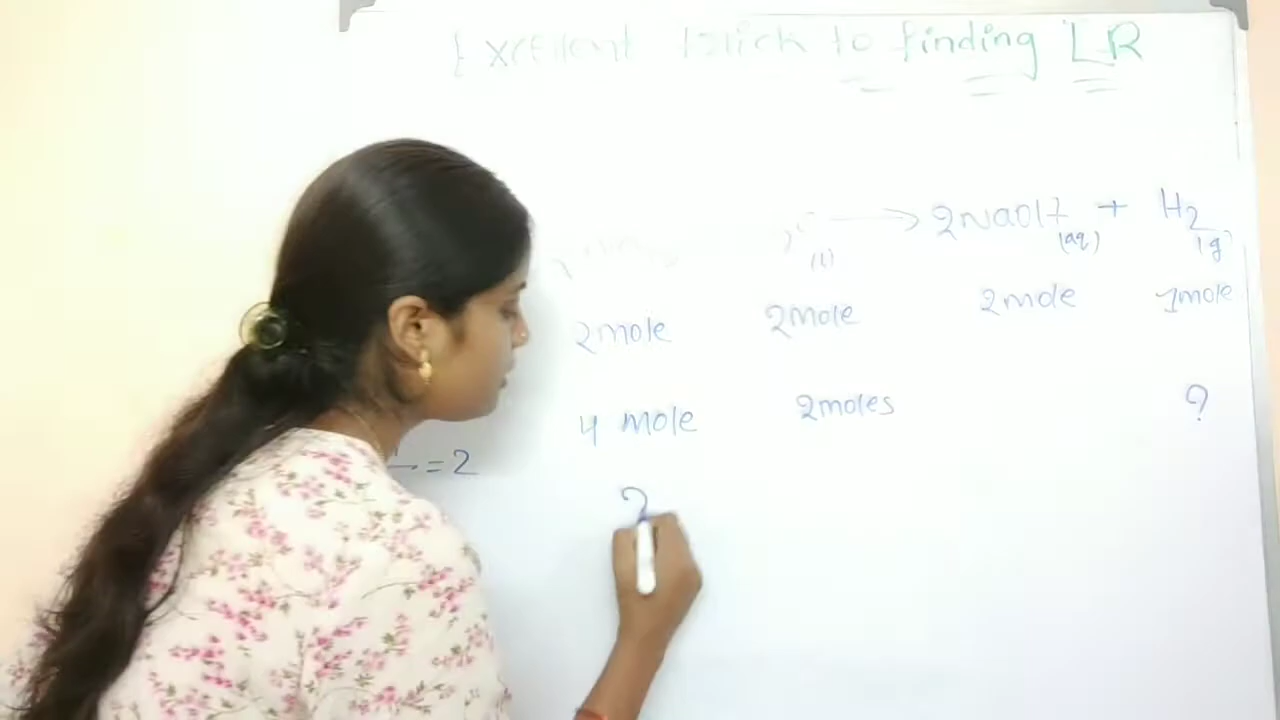 Excellent trick to finding LR
(l) → 2NaOH (aq) + H2 (g)
2mole 2mole 2mole 1mole
4 mole 2moles ?
= 2
2